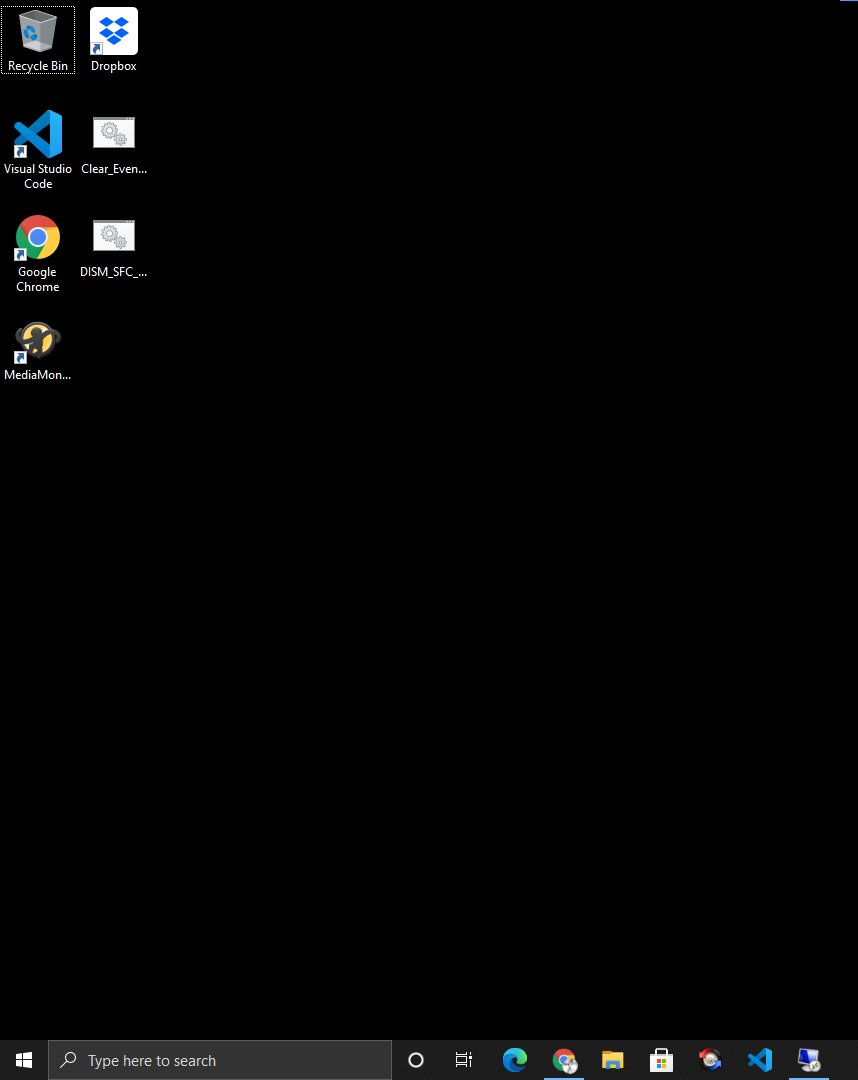 Recycle Bin
Dropbox
Visual Studio
Code
Clear_Even...
Google
Chrome
DISM_SFC_...
MediaMon...
Type here to search